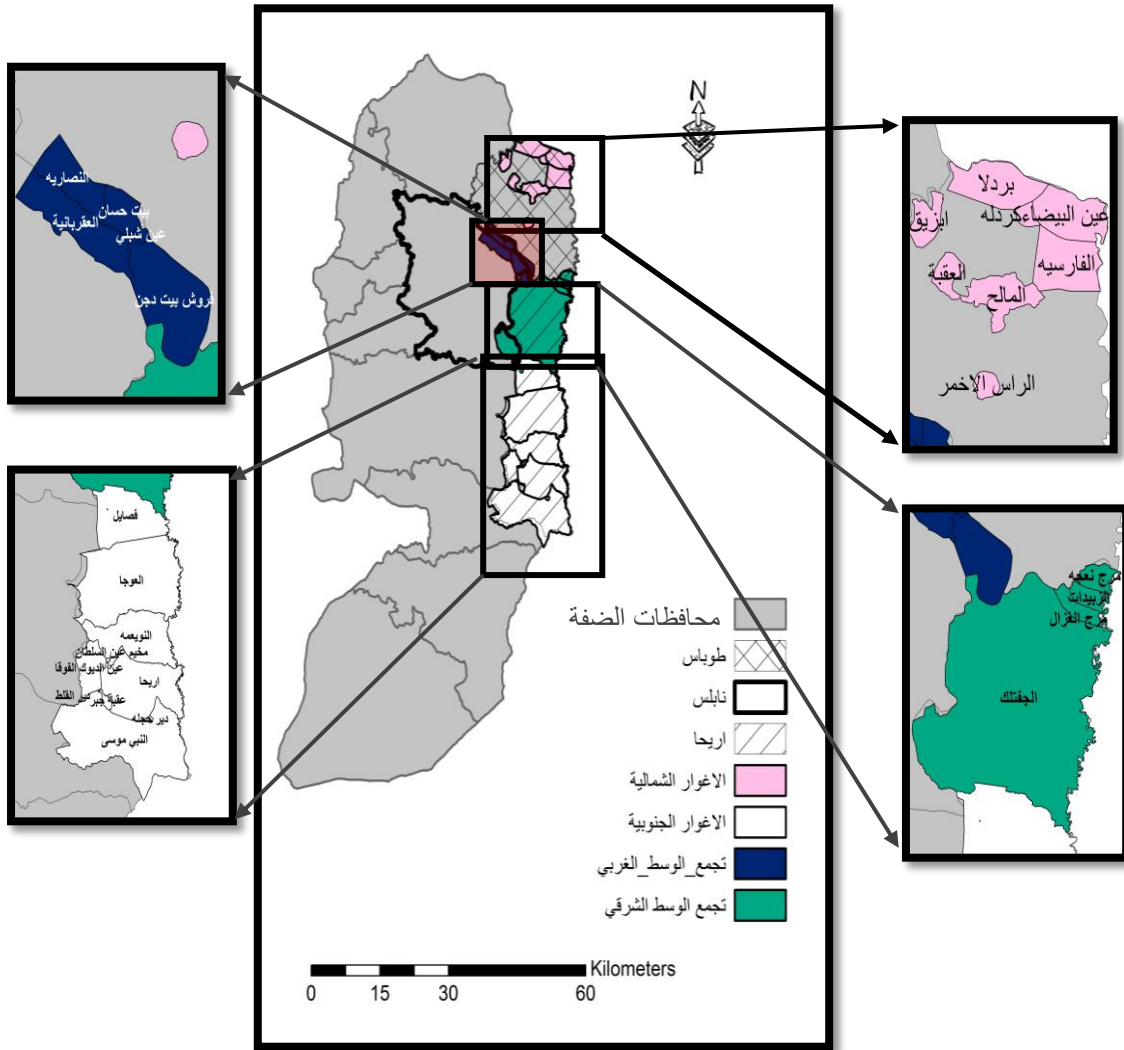 النصاريه
بيت حسان
العقربانية
عين شبلي
فروش بيت دجن
N
بردلا
عين البيضاء
كردله
ابزيق
الفارسيه
العقبة
المالح
الراس الاخمر
فصايل
العوجا
النويعمه
مخيم عين السلطان
عين الديوك الفوقا
اريحا
دير القلط
عقبة جبر
دير حجله
النبي موسى
مرج نعجه
الزبيدات
مرج الغزال
الجفتلك
محافظات الضفة
طوباس
نابلس
اريحا
الاغوار الشمالية
الاغوار الجنوبية
تجمع_الوسط_الغربي
تجمع الوسط الشرقي
Kilometers
0 15 30 60